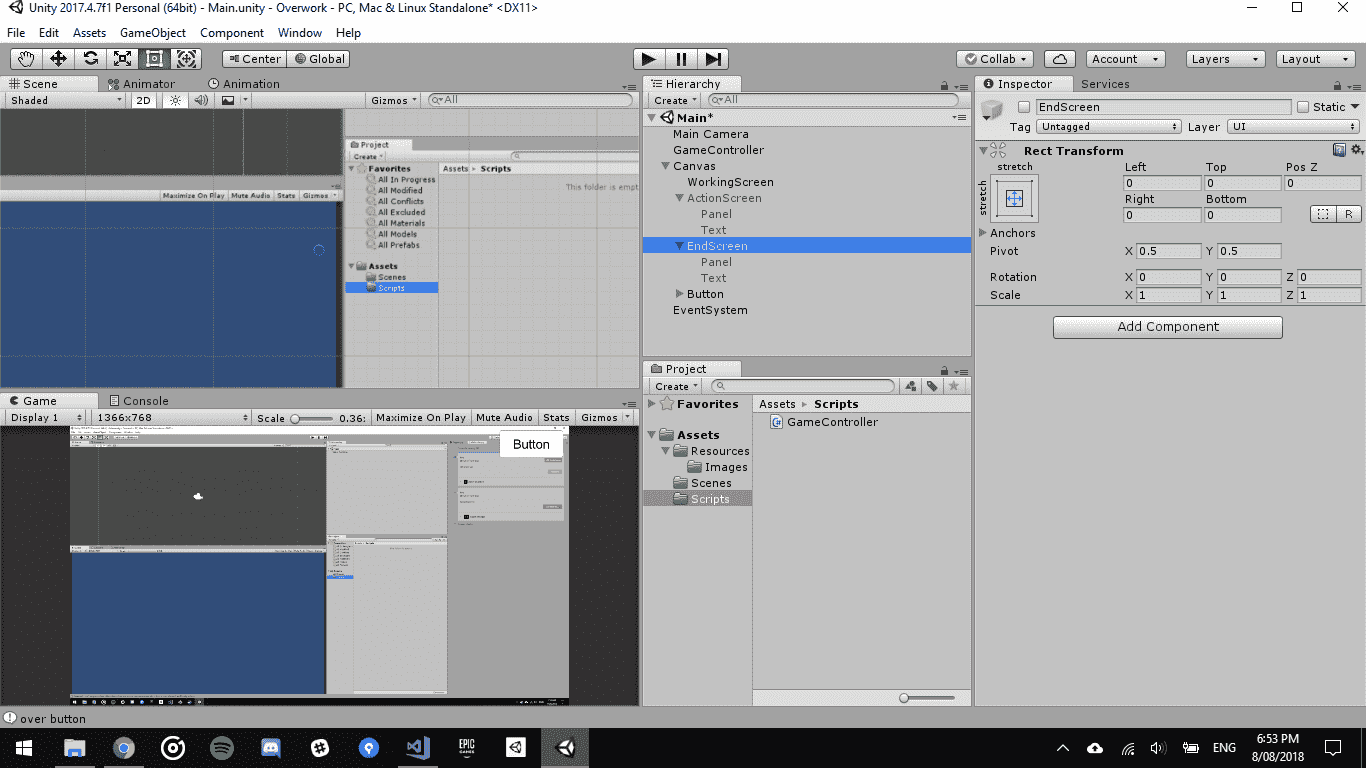 Unity 2017.4.7f1 Personal (64bit) - Main.unity - Overwork - PC, Mac & Linux Standalone* <DX11>
File Edit Assets GameObject Component Window Help
Center Global Collab Account Layers Layout
Scene Animator Animation
Shaded 2D Gizmos All
Project
Create
Favorites
All In Progress
All Modified
All Conflicts
All Excluded
All Materials
All Models
All Prefabs
Assets
Scenes
Scripts
Assets Scripts
This folder is empt
Maximize On Play Mute Audio Stats Gizmos
Hierarchy
Create All
Main*
Main Camera
GameController
Canvas
WorkingScreen
ActionScreen
Panel
Text
EndScreen
Panel
Text
Button
EventSystem
Inspector Services
EndScreen Static
Tag Untagged Layer UI
Rect Transform
stretch
stretch
Left Top Pos Z
0 0 0
Right Bottom
0 0 R
Anchors
Pivot X 0.5 Y 0.5
Rotation X 0 Y 0 Z 0
Scale X 1 Y 1 Z 1
Add Component
Game Console
Display 1 1366x768 Scale 0.36: Maximize On Play Mute Audio Stats Gizmos
Button
Project
Create
Favorites
Assets
Resources
Images
Scenes
Scripts
Assets Scripts
GameController
over button
EPIC
GAMES
ENG
6:53 PM
8/08/2018